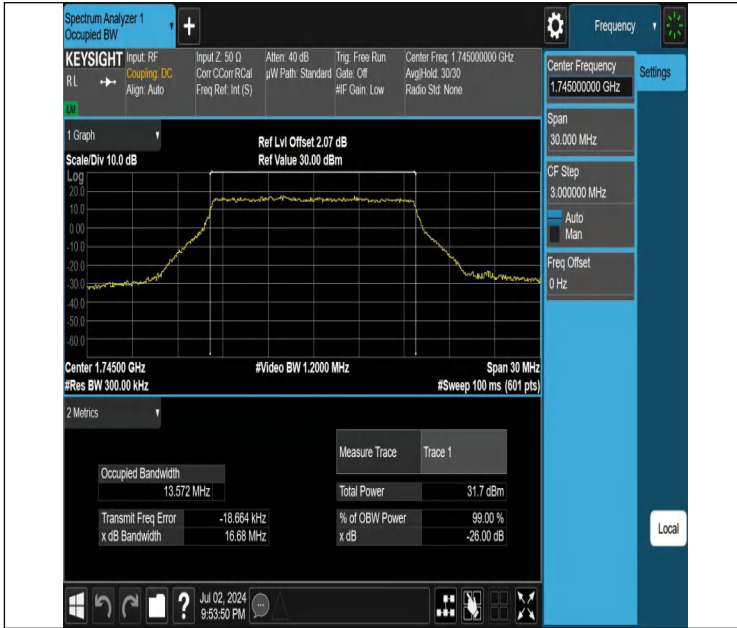 Spectrum Analyzer 1
Occupied BW
+
Frequency
KEYSIGHT
RL
Input: RF
Coupling: DC
Align: Auto
Input Z: 50 Ω
Corr CCorr RCal
Freq Ref: Int (S)
Atten: 40 dB
µW Path: Standard
Trig: Free Run
Gate: Off
#IF Gain: Low
Center Freq: 1.745000000 GHz
Avg|Hold: 30/30
Radio Std: None
Center Frequency
1.745000000 GHz
Settings
Span
30.000 MHz
CF Step
3.000000 MHz
Auto
Man
Freq Offset
0 Hz
1 Graph
Scale/Div 10.0 dB
Ref Lvl Offset 2.07 dB
Ref Value 30.00 dBm
Log
20.0
10.0
0.00
-10.0
-20.0
-30.0
-40.0
-50.0
-60.0
Center 1.74500 GHz
#Video BW 1.2000 MHz
Span 30 MHz
#Res BW 300.00 kHz
#Sweep 100 ms (601 pts)
2 Metrics
Measure Trace
Trace 1
Occupied Bandwidth
13.572 MHz
Total Power
31.7 dBm
Transmit Freq Error
-18.664 kHz
% of OBW Power
99.00 %
x dB Bandwidth
16.68 MHz
x dB
-26.00 dB
Local
?
Jul 02, 2024
9:53:50 PM